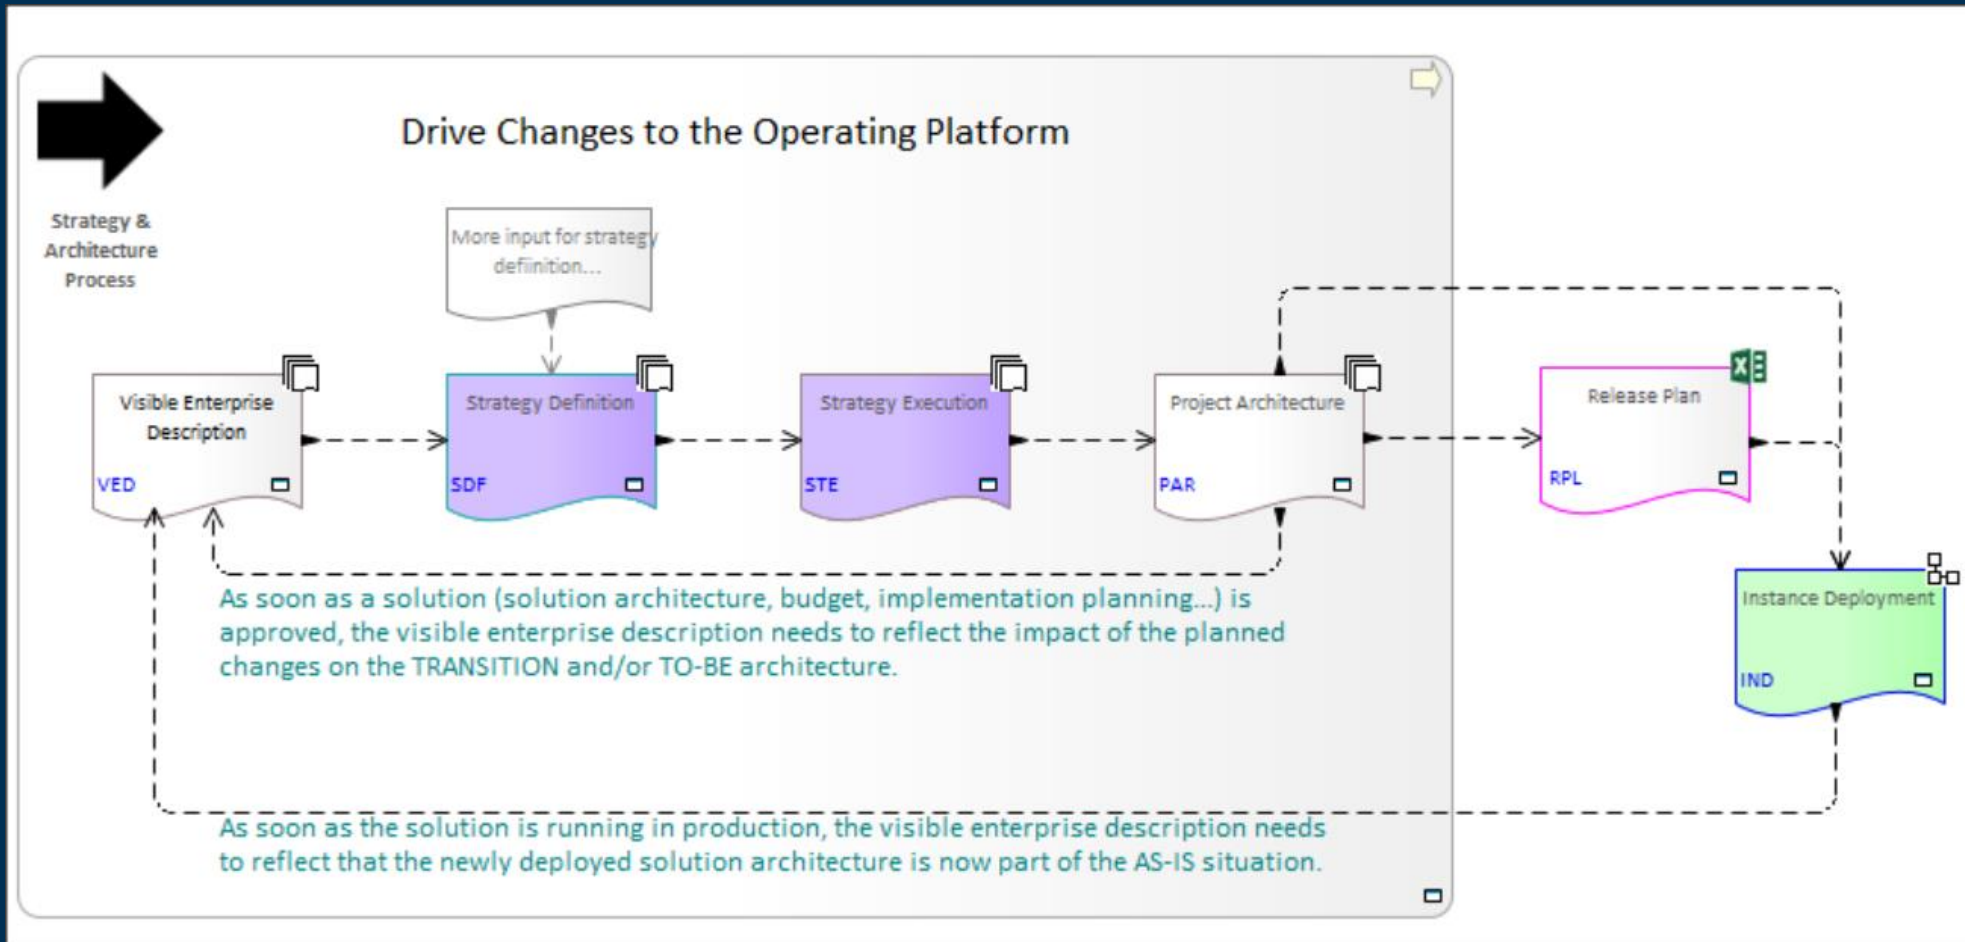 Drive Changes to the Operating Platform
Strategy &
Architecture
Process
More input for strategy
defiinition...
Visible Enterprise
Description
VED
Strategy Definition
SDF
Strategy Execution
STE
Project Architecture
PAR
Release Plan
RPL
Instance Deployment
IND
As soon as a solution (solution architecture, budget, implementation planning...) is
approved, the visible enterprise description needs to reflect the impact of the planned
changes on the TRANSITION and/or TO-BE architecture.
As soon as the solution is running in production, the visible enterprise description needs
to reflect that the newly deployed solution architecture is now part of the AS-IS situation.